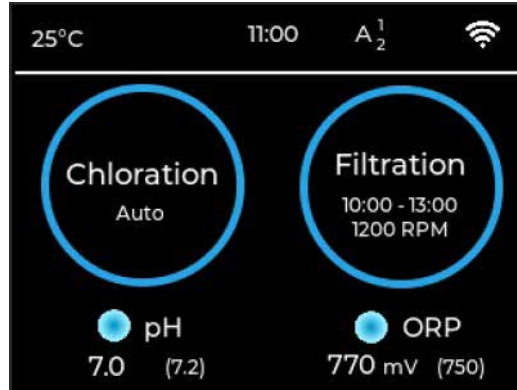 25°C 11:00 A 1 2
Chloration
Auto
Filtration
10:00 - 13:00
1200 RPM
pH
7.0 (7.2)
ORP
770 mV (750)